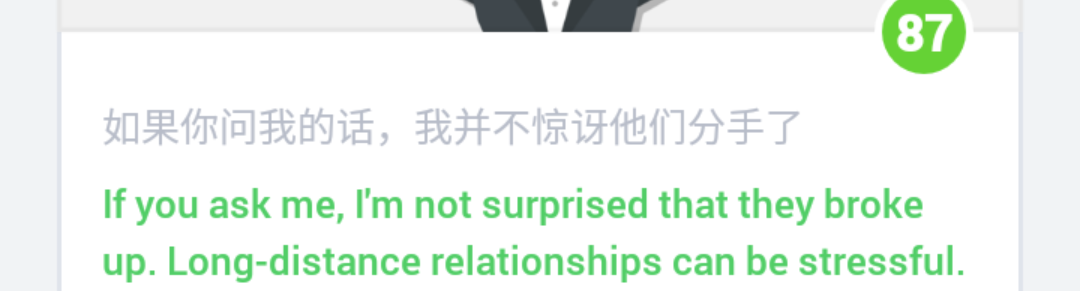 87
如果你问我的话，我并不惊讶他们分手了
If you ask me, I'm not surprised that they broke
up. Long-distance relationships can be stressful.